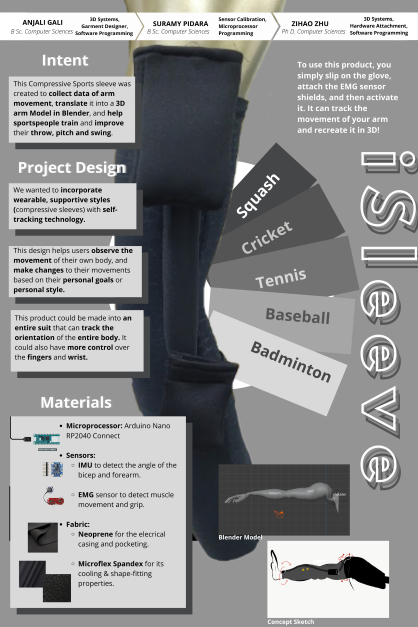 ANJALI GALI
B Sc. Computer Sciences
3D Systems,
Garment Designer,
Software Programming
SURAMY PIDARA
B Sc. Computer Sciences
Sensor Calibration,
Microprocessor
Programming
ZIHAO ZHU
Ph D. Computer Sciences
3D Systems,
Hardware Attachment,
Software Programming
Intent
This Compressive Sports sleeve was
created to collect data of arm
movement, translate it into a 3D
arm Model in Blender, and help
sportspeople train and improve
their throw, pitch and swing.
To use this product, you
simply slip on the glove,
attach the EMG sensor
shields, and then activate
it. It can track the
movement of your arm
and recreate it in 3D!
Project Design
We wanted to incorporate
wearable, supportive styles
(compressive sleeves) with self-
tracking technology.
This design helps users observe the
movement of their own body, and
make changes to their movements
based on their personal goals or
personal style.
This product could be made into an
entire suit that can track the
orientation of the entire body. It
could also have more control over
the fingers and wrist.
Squash
Cricket
Tennis
Baseball
Badminton
iSleeve
Materials
Microprocessor: Arduino Nano
RP2040 Connect
Sensors:
IMU to detect the angle of the
bicep and forearm.
EMG sensor to detect muscle
movement and grip.
Fabric:
Neoprene for the elecrical
casing and pocketing.
Microflex Spandex for its
cooling & shape-fitting
properties.
Blender Model
Concept Sketch